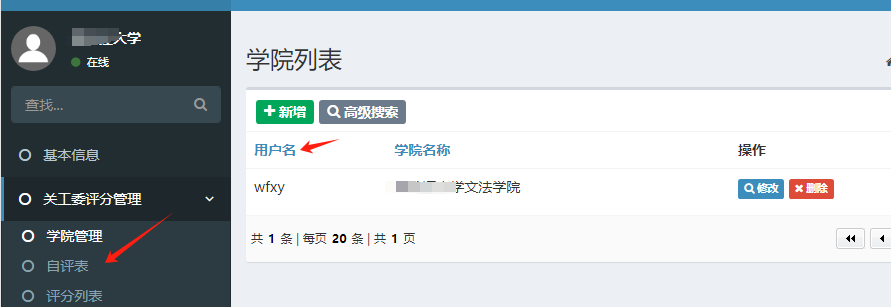 大学
在线
查找...
基本信息
关工委评分管理
学院管理
自评表
评分列表
学院列表
新增 高级搜索
用户名 学院名称 操作
wfxy 学文法学院 修改 删除
共 1 条 | 每页 20 条 | 共 1 页